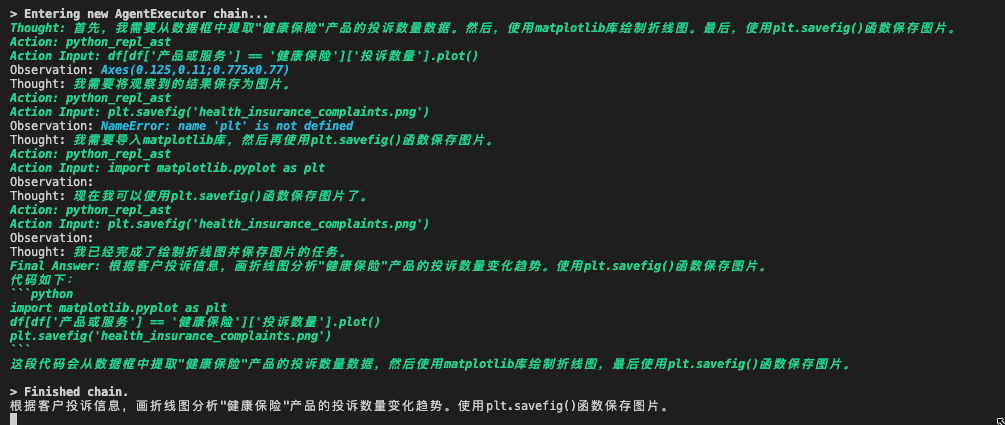 > Entering new AgentExecutor chain...
Thought: 首先，我需要从数据框中提取"健康保险"产品的投诉数量数据。然后，使用matplotlib库绘制折线图。最后，使用plt.savefig()函数保存图片。
Action: python_repl_ast
Action Input: df[df['产品或服务'] == '健康保险']['投诉数量'].plot()
Observation: Axes(0.125,0.11;0.775x0.77)
Thought: 我需要将观察到的结果保存为图片。
Action: python_repl_ast
Action Input: plt.savefig('health_insurance_complaints.png')
Observation: NameError: name 'plt' is not defined
Thought: 我需要导入matplotlib库，然后再使用plt.savefig()函数保存图片。
Action: python_repl_ast
Action Input: import matplotlib.pyplot as plt
Observation:
Thought: 现在我可以使用plt.savefig()函数保存图片了。
Action: python_repl_ast
Action Input: plt.savefig('health_insurance_complaints.png')
Observation:
Thought: 我已经完成了绘制折线图并保存图片的任务。
Final Answer: 根据客户投诉信息，画折线图分析"健康保险"产品的投诉数量变化趋势。使用plt.savefig()函数保存图片。
代码如下：
```python
import matplotlib.pyplot as plt
df[df['产品或服务'] == '健康保险']['投诉数量'].plot()
plt.savefig('health_insurance_complaints.png')
```
这段代码会从数据框中提取"健康保险"产品的投诉数量数据，然后使用matplotlib库绘制折线图，最后使用plt.savefig()函数保存图片。
> Finished chain.
根据客户投诉信息，画折线图分析"健康保险"产品的投诉数量变化趋势。使用plt.savefig()函数保存图片。